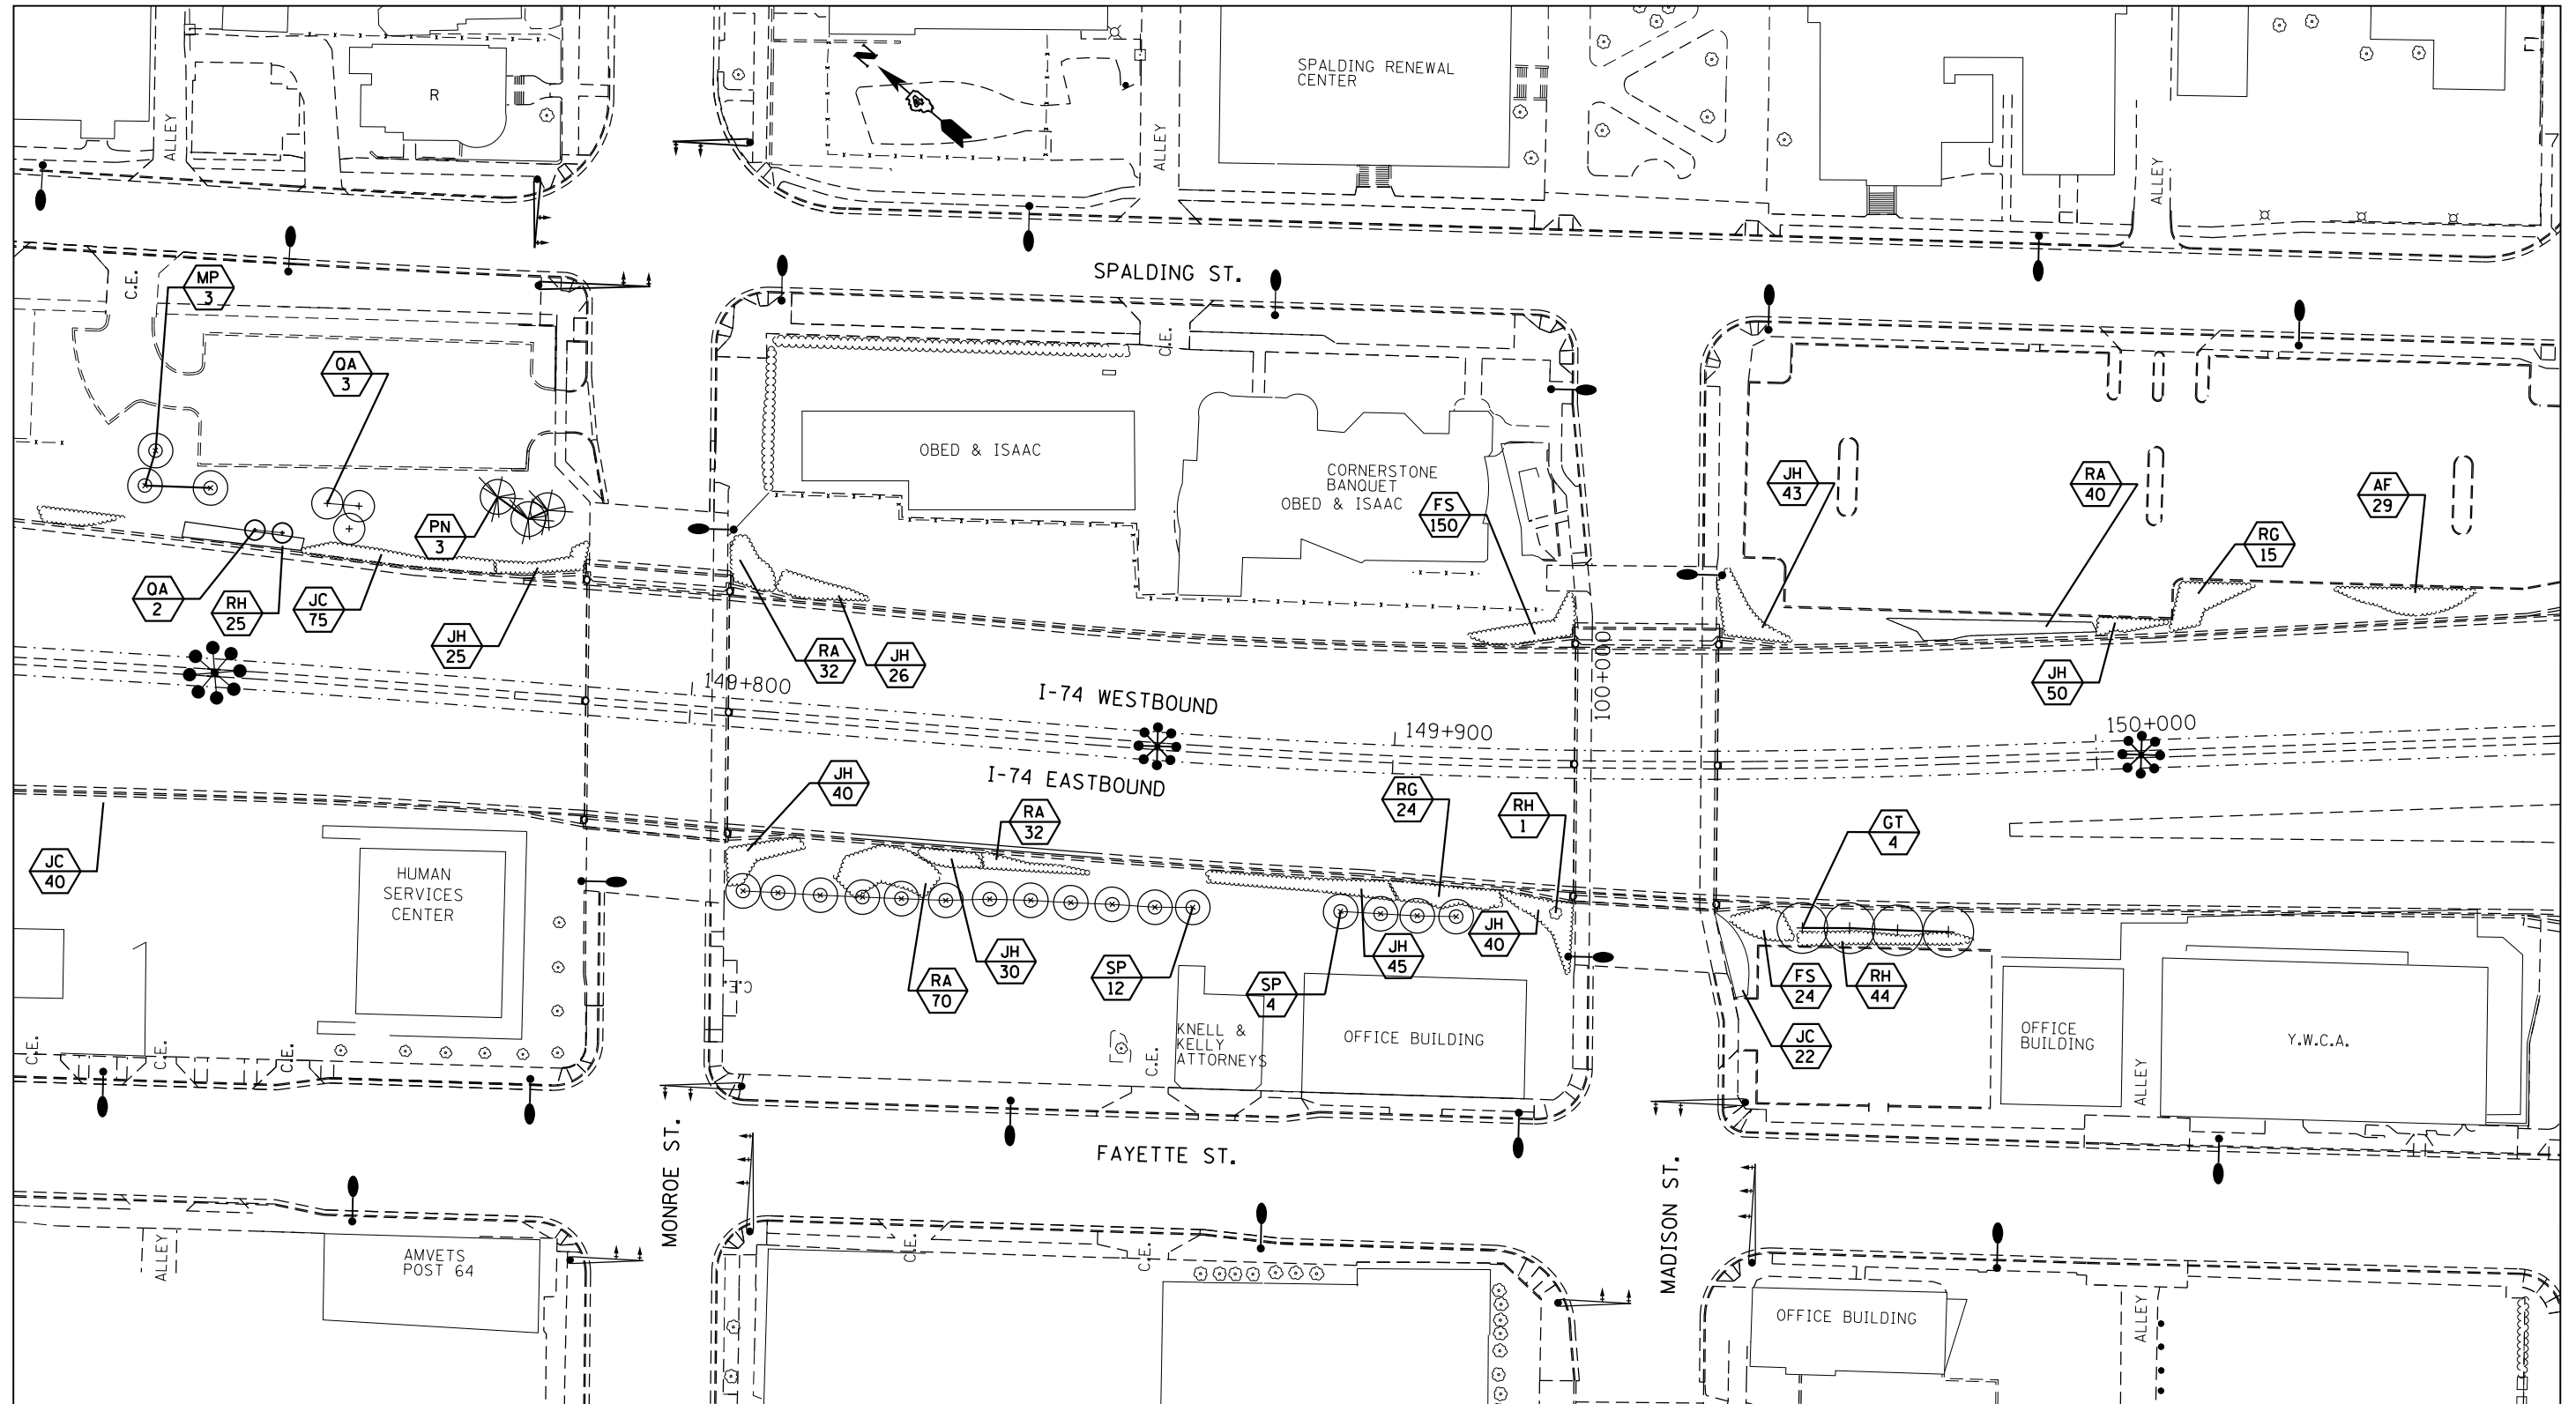 SPALDING RENEWAL
CENTER
R
N
ALLEY
ALLEY
ALLEY
SPALDING ST.
C.E.
MP
3
QA
3
C.E.
OBED & ISAAC
CORNERSTONE
BANQUET
OBED & ISAAC
JH
43
RA
40
AF
29
FS
150
PN
3
RG
15
QA
2
RH
25
JC
75
JH
25
RA
32
JH
26
JH
50
149+800
I-74 WESTBOUND
149+900
100+000
150+000
I-74 EASTBOUND
JH
40
RA
32
RG
24
RH
1
GT
4
JC
40
HUMAN
SERVICES
CENTER
JH
30
RA
70
SP
12
SP
4
JH
45
JH
40
FS
24
RH
44
JC
22
C.E.
C.E.
C.E.
C.E.
C.E.
KNELL &
KELLY
ATTORNEYS
OFFICE BUILDING
OFFICE
BUILDING
ALLEY
Y.W.C.A.
MONROE ST.
FAYETTE ST.
MADISON ST.
ALLEY
AMVETS
POST 64
C.E.
C.E.
OFFICE BUILDING
ALLEY